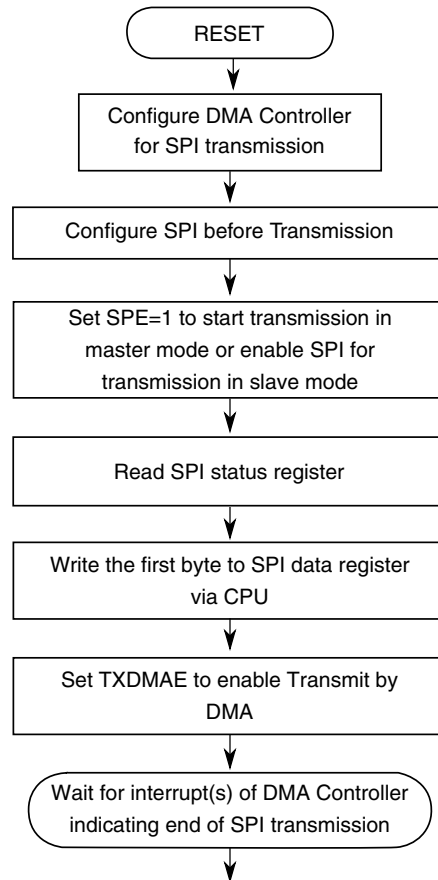 RESET
Configure DMA Controller
for SPI transmission
Configure SPI before Transmission
Set SPE=1 to start transmission in
master mode or enable SPI for
transmission in slave mode
Read SPI status register
Write the first byte to SPI data register
via CPU
Set TXDMAE to enable Transmit by
DMA
Wait for interrupt(s) of DMA Controller
indicating end of SPI transmission